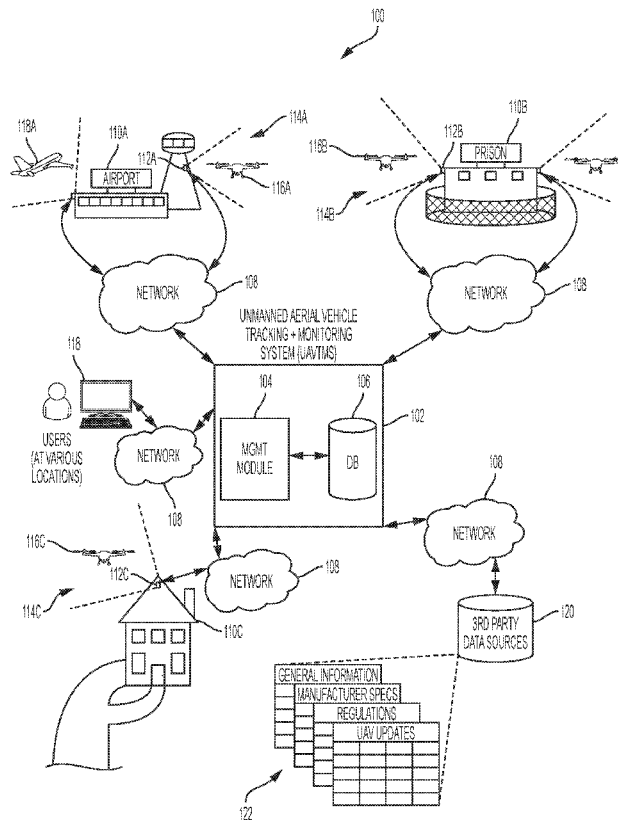 100
118A
110A
112A
AIRPORT
114A
116A
116B
112B
110B
PRISON
114B
NETWORK
108
NETWORK
108
UNMANNED AERIAL VEHICLE
TRACKING + MONITORING
SYSTEM (UAVTMS)
118
USERS
(AT VARIOUS
LOCATIONS)
NETWORK
108
104
MGMT
MODULE
106
DB
102
108
NETWORK
116C
112C
114C
110C
NETWORK
108
120
3RD PARTY
DATA SOURCES
GENERAL INFORMATION
MANUFACTURER SPECS
REGULATIONS
UAV UPDATES
122